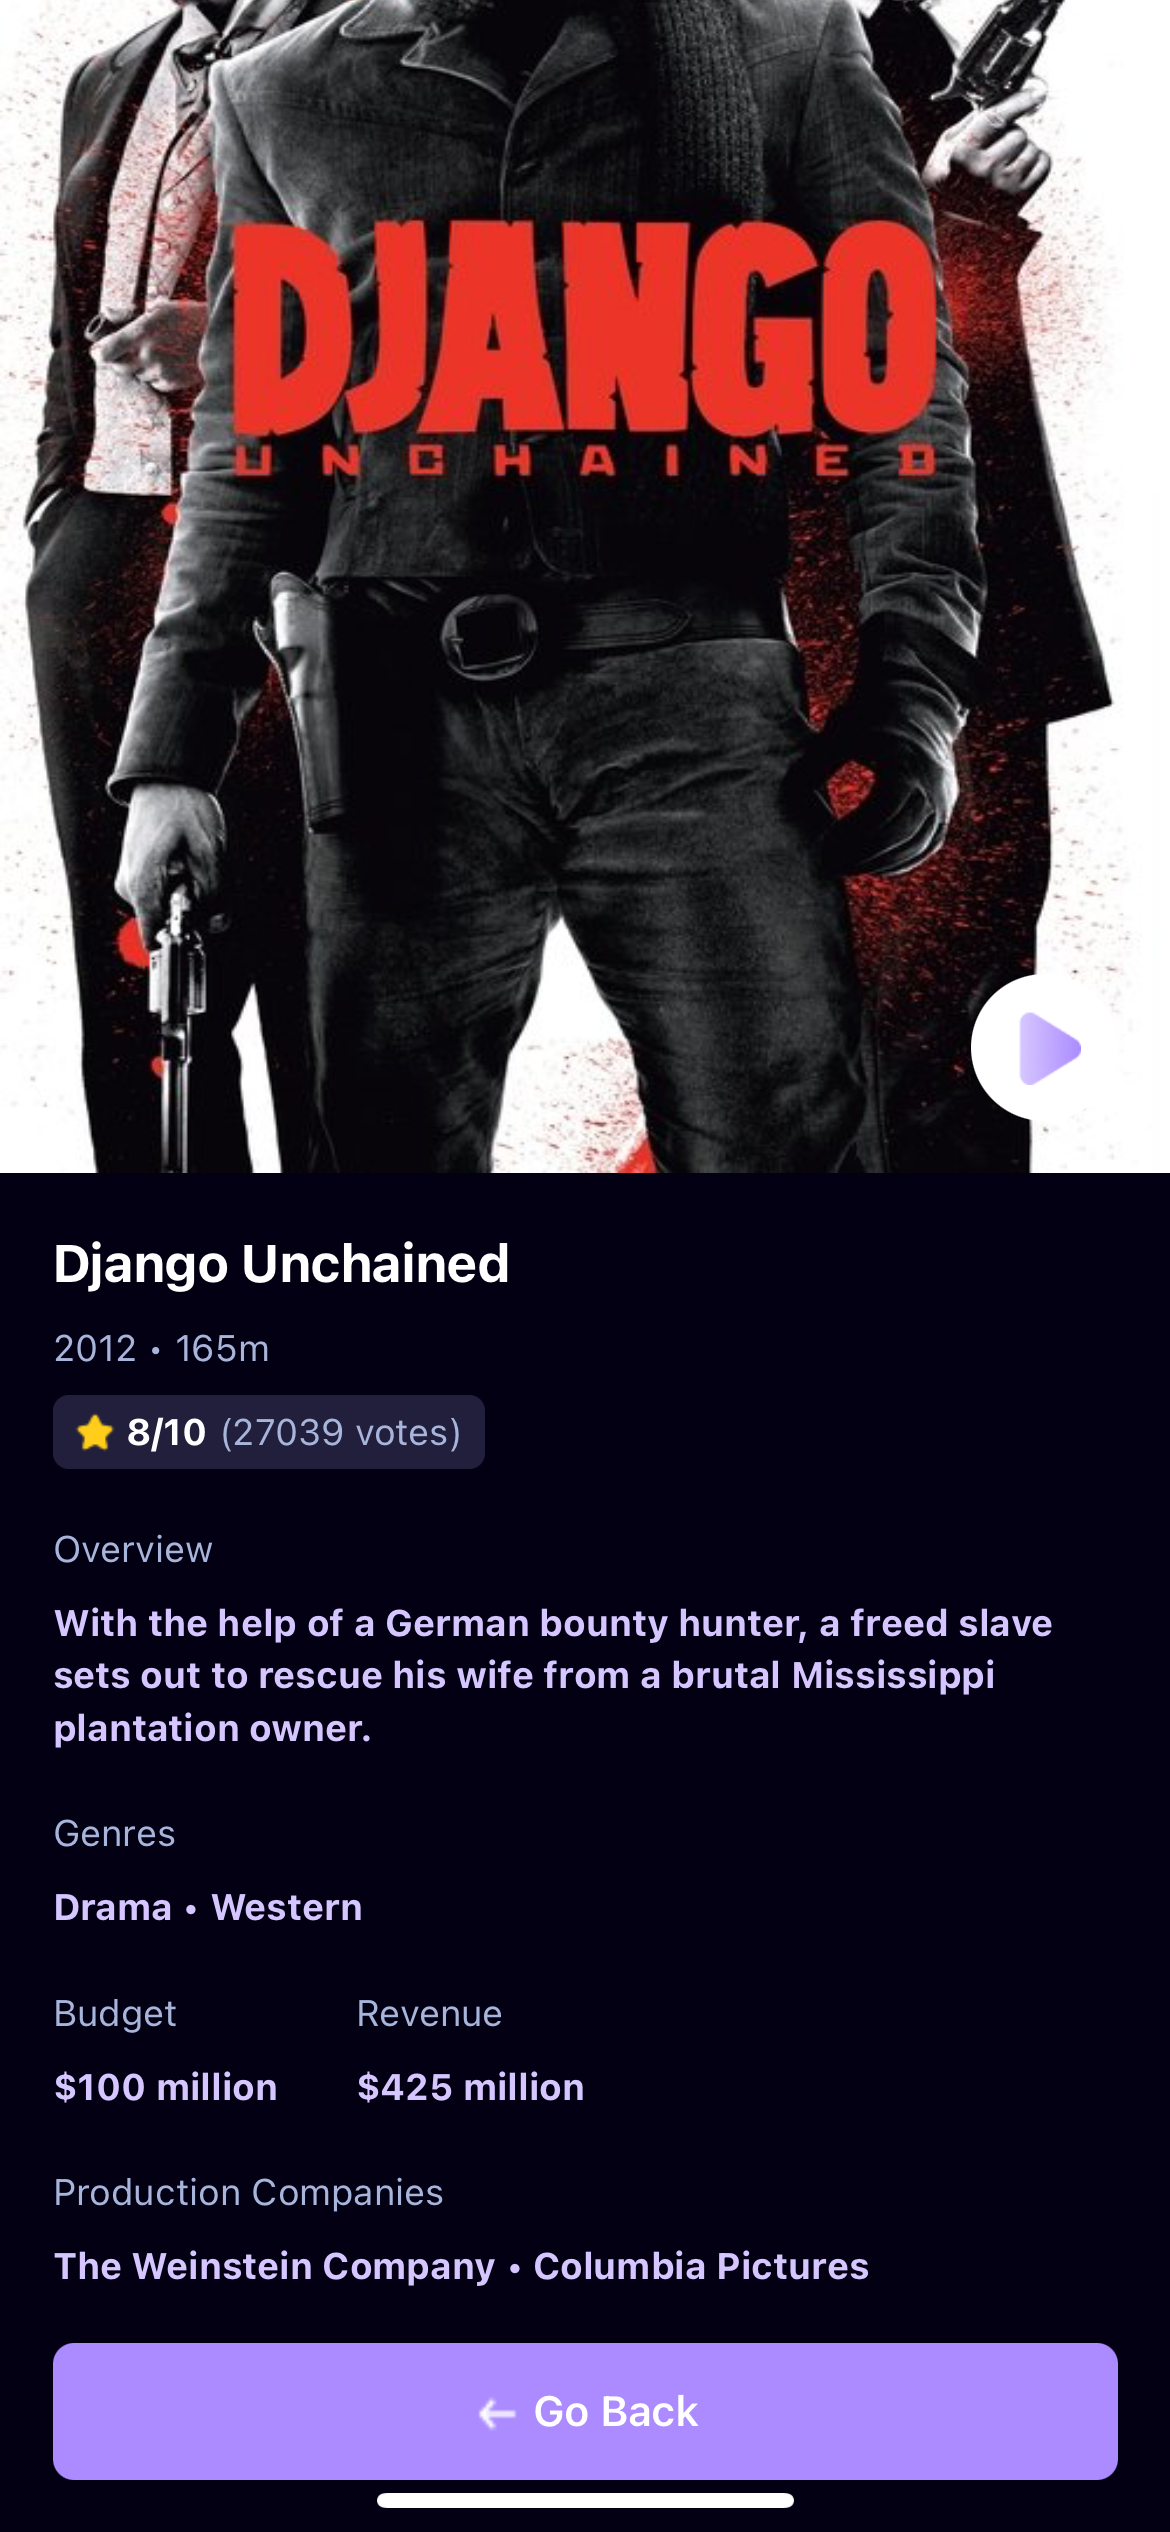 DJANGO
UNCHAINED
Django Unchained
2012 • 165m
8/10 (27039 votes)
Overview
With the help of a German bounty hunter, a freed slave
sets out to rescue his wife from a brutal Mississippi
plantation owner.
Genres
Drama • Western
Budget Revenue
$100 million $425 million
Production Companies
The Weinstein Company • Columbia Pictures
← Go Back